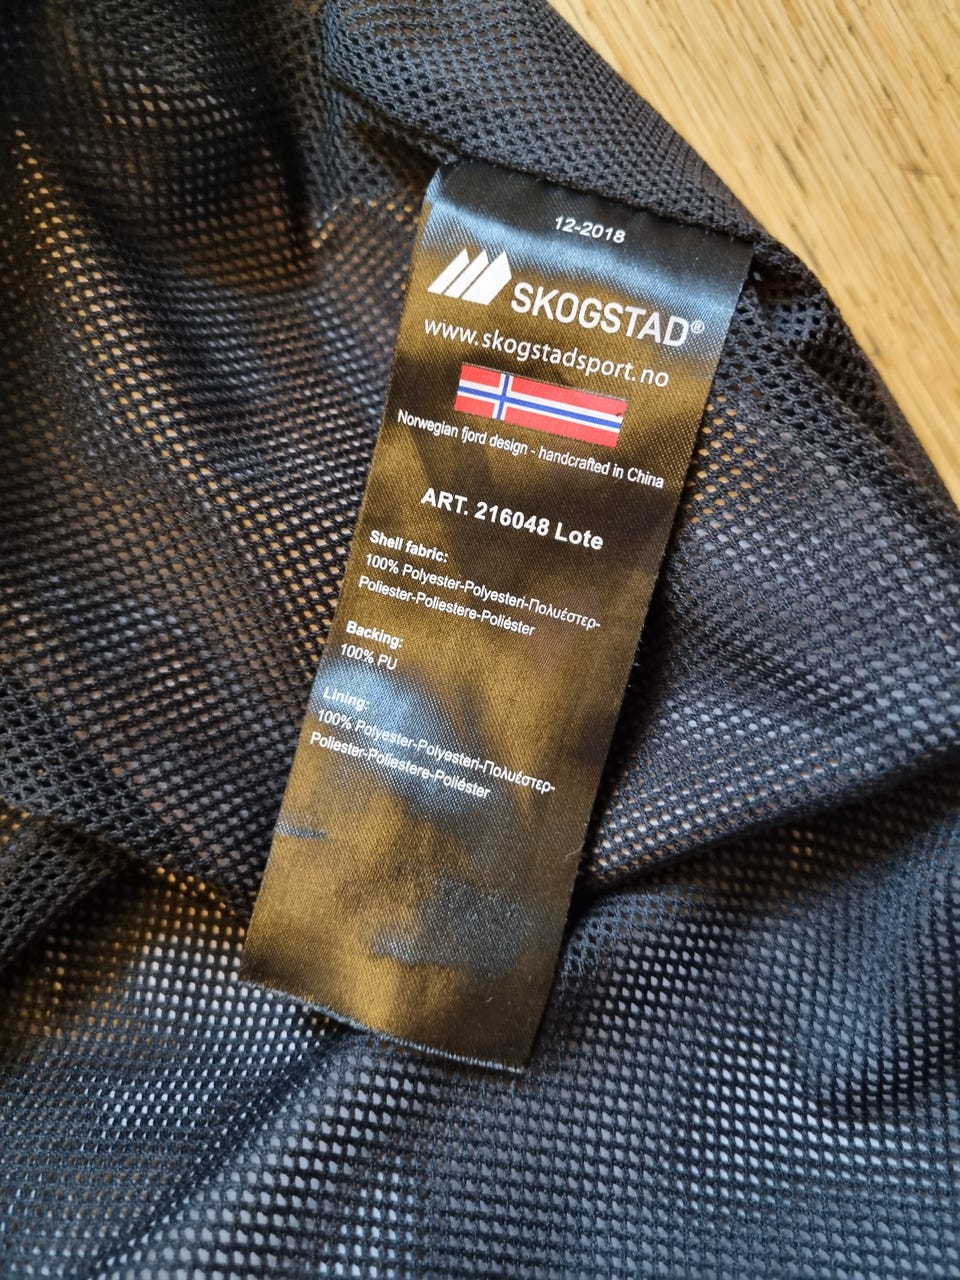 12-2018
SKOGSTAD®
www.skogstadsport.no
Norwegian fjord design - handcrafted in China
ART. 216048 Lote
Shell fabric:
100% Polyester-Polyesteri-Πολυέστερ-
Poliester-Poliestere-Poliéster
Backing:
100% PU
Lining:
100% Polyester-Polyesteri-Πολυέστερ-
Poliester-Poliestere-Poliéster